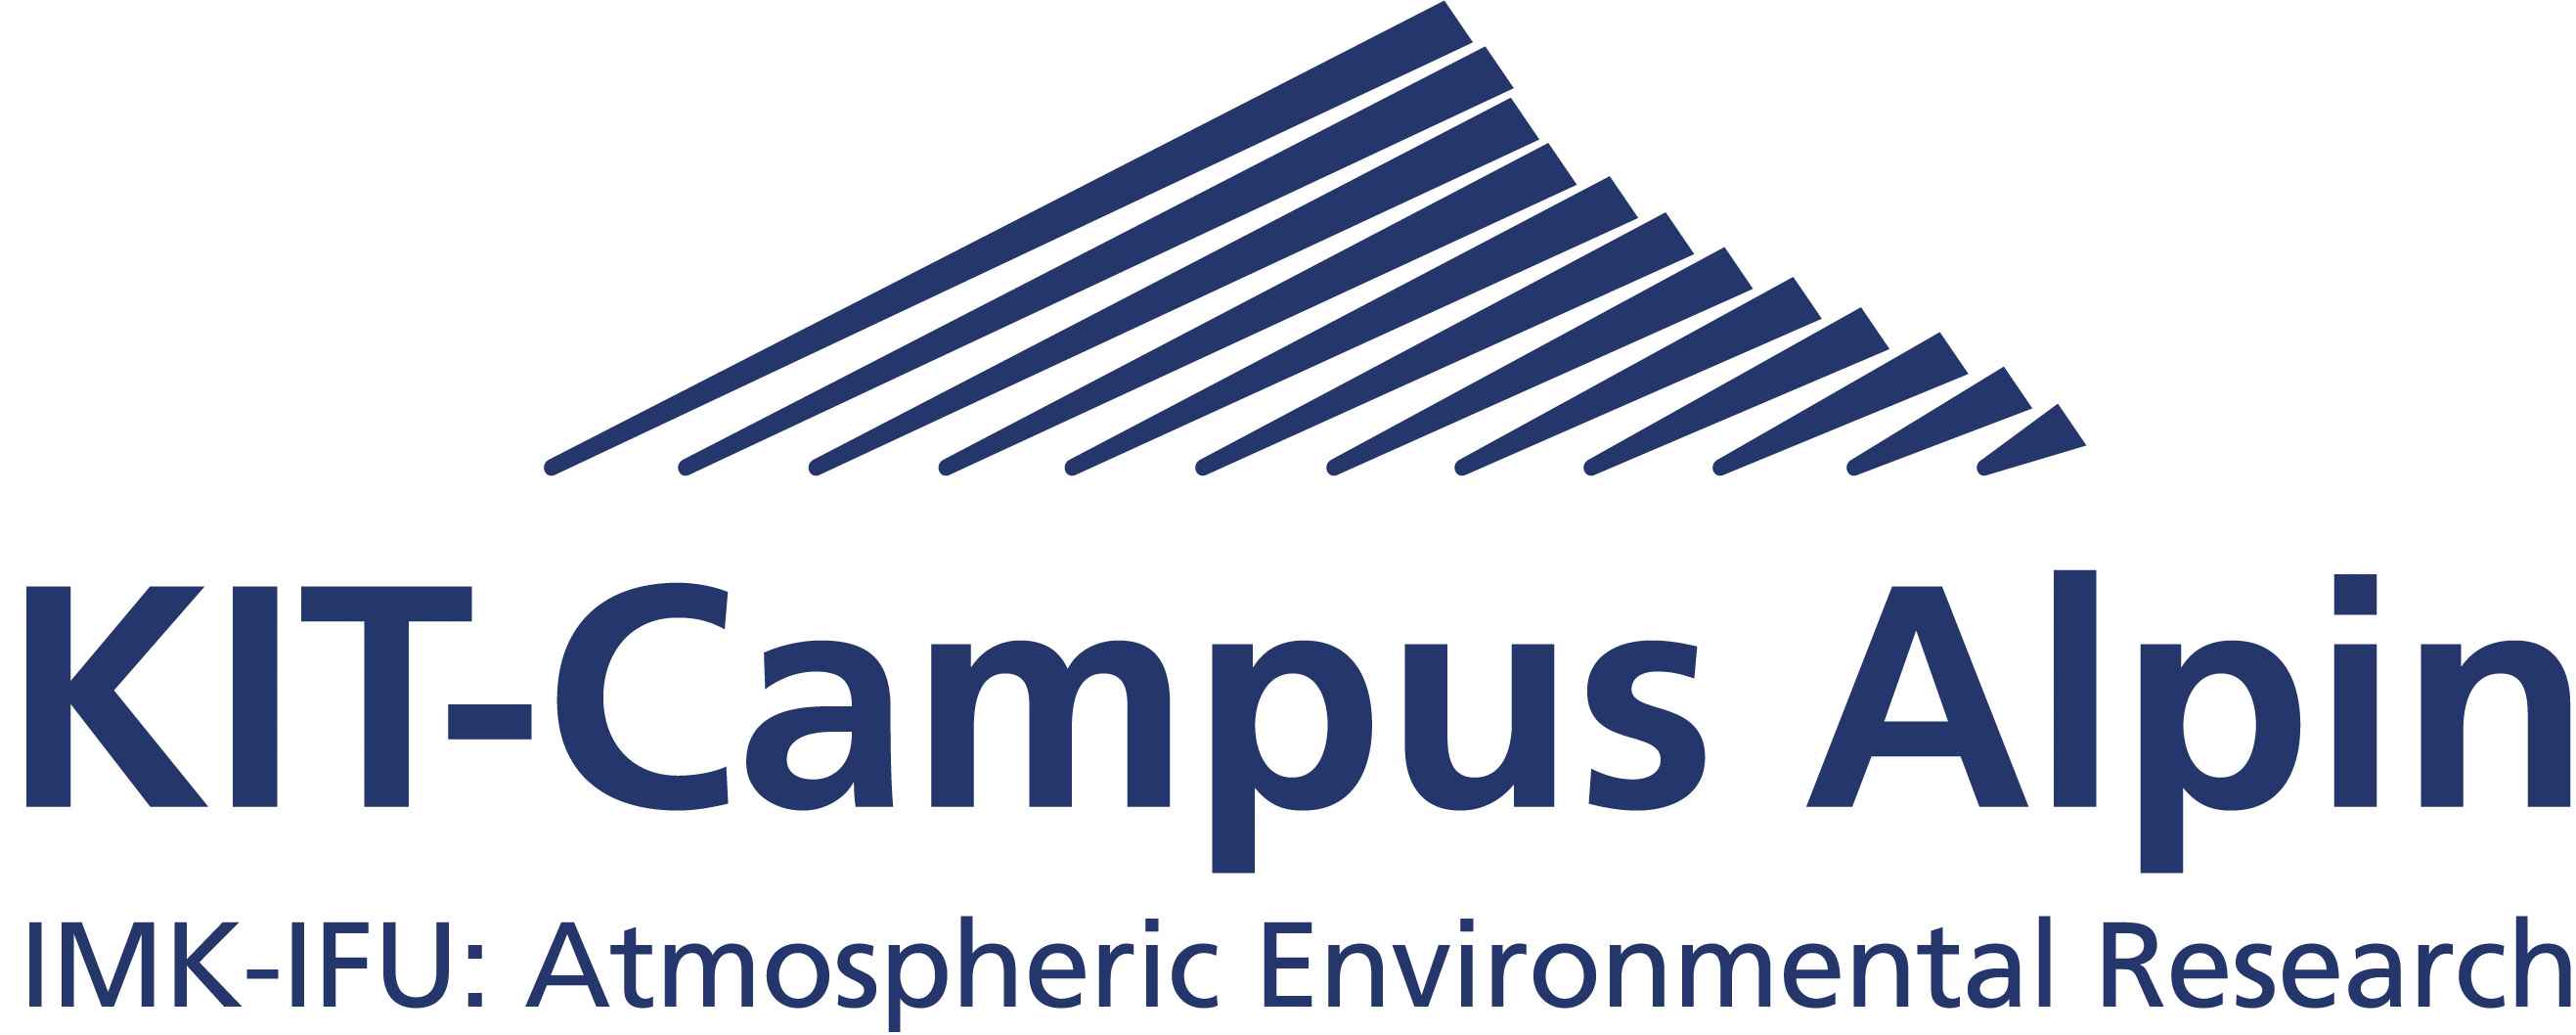 KIT-Campus Alpin
IMK-IFU: Atmospheric Environmental Research